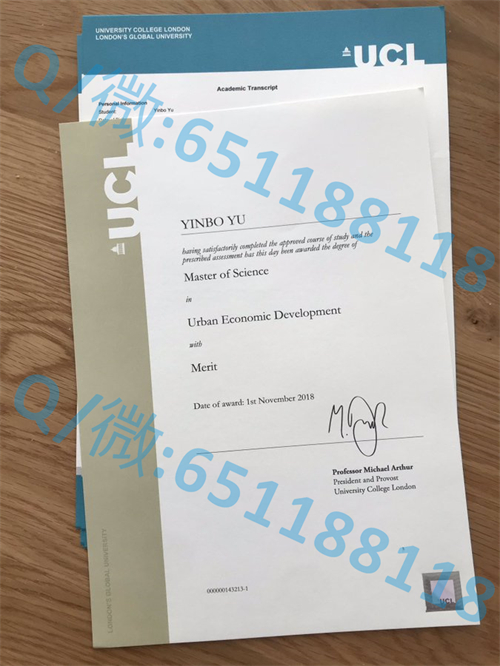 UNIVERSITY COLLEGE LONDON
LONDON'S GLOBAL UNIVERSITY
UCL
Academic Transcript
Personal Information
Student
Yinbo Yu
Q/微:651188118
UCL
YINBO YU
having satisfactorily completed the approved course of study and the
prescribed assessment has this day been awarded the degree of
Master of Science
in
Urban Economic Development
with
Merit
Date of award: 1st November 2018
Professor Michael Arthur
President and Provost
University College London
Q/微:651188118
LONDON'S GLOBAL UNIVERSITY
000000143213-1
UCL